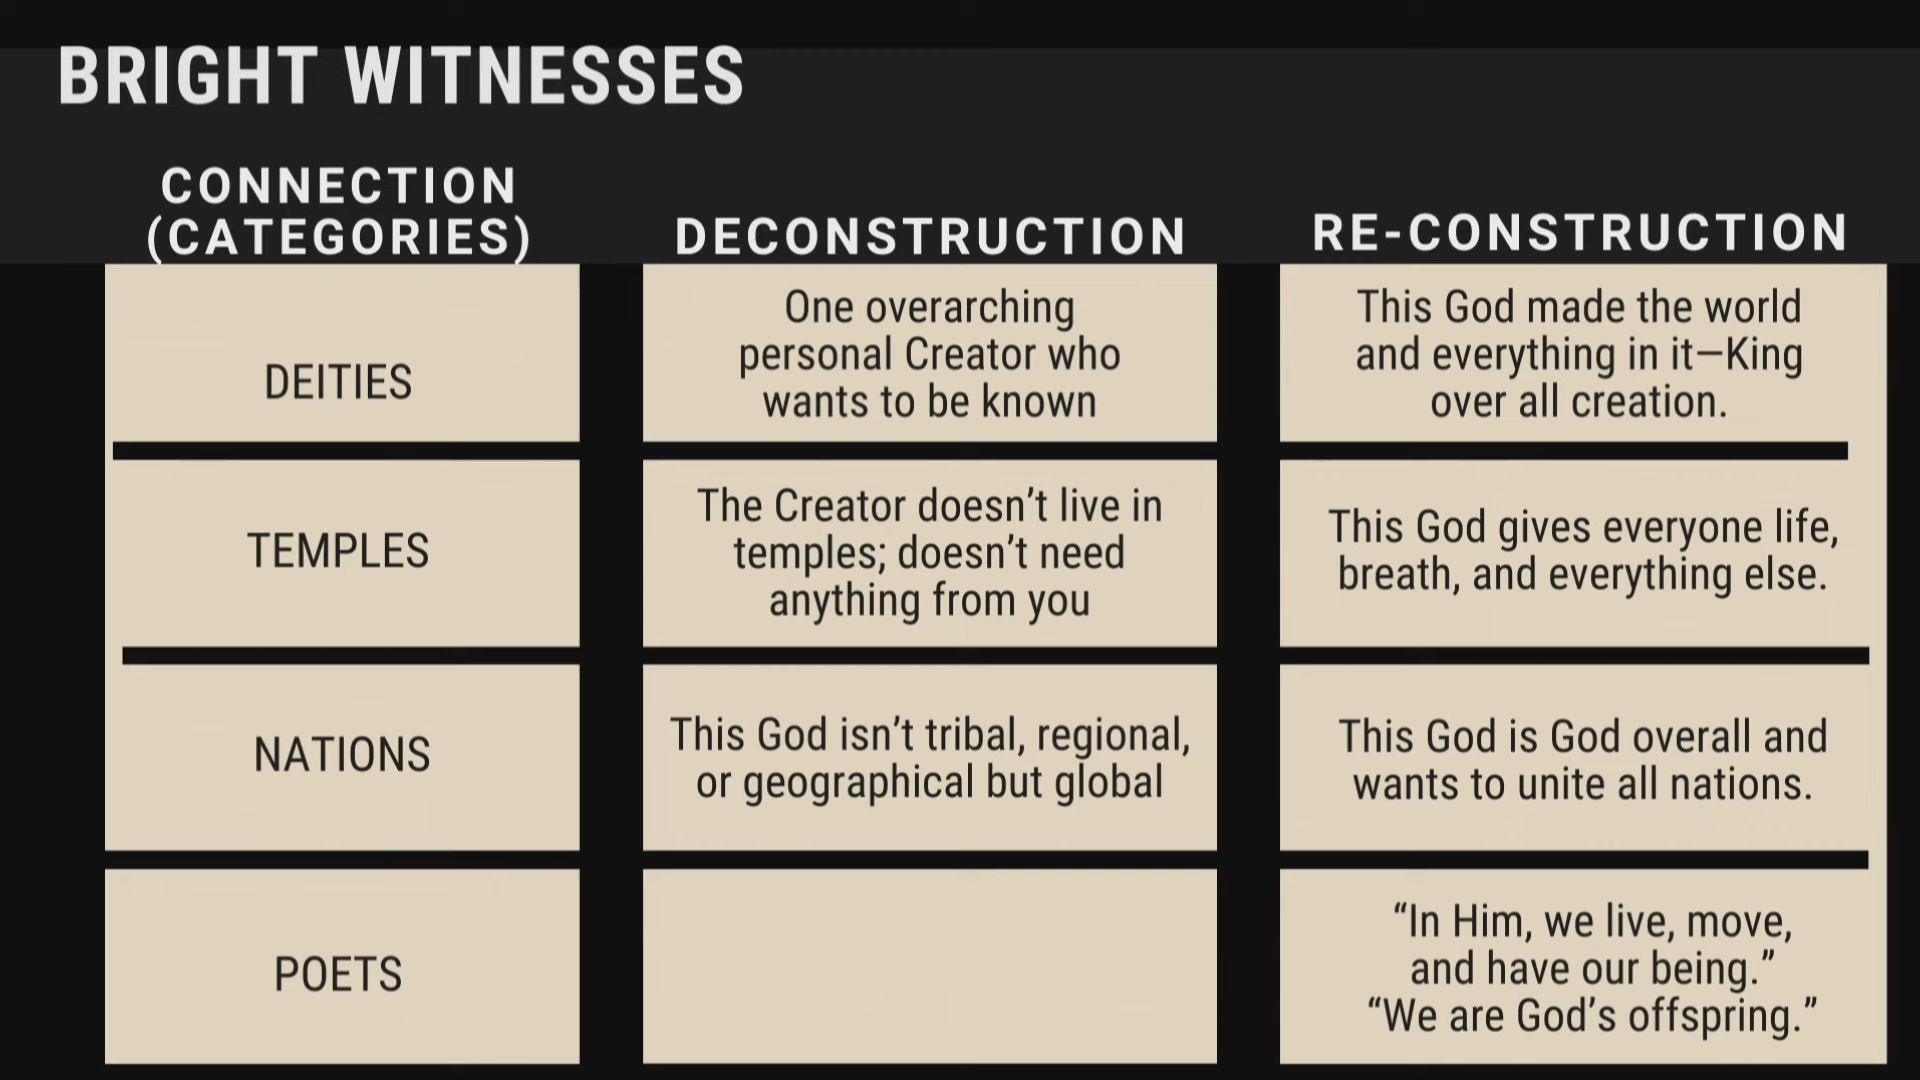 BRIGHT WITNESSES
CONNECTION
(CATEGORIES)
DECONSTRUCTION
RE-CONSTRUCTION
DEITIES
One overarching
personal Creator who
wants to be known
This God made the world
and everything in it—King
over all creation.
TEMPLES
The Creator doesn’t live in
temples; doesn’t need
anything from you
This God gives everyone life,
breath, and everything else.
NATIONS
This God isn’t tribal, regional,
or geographical but global
This God is God overall and
wants to unite all nations.
POETS
“In Him, we live, move,
and have our being.”
“We are God’s offspring.”